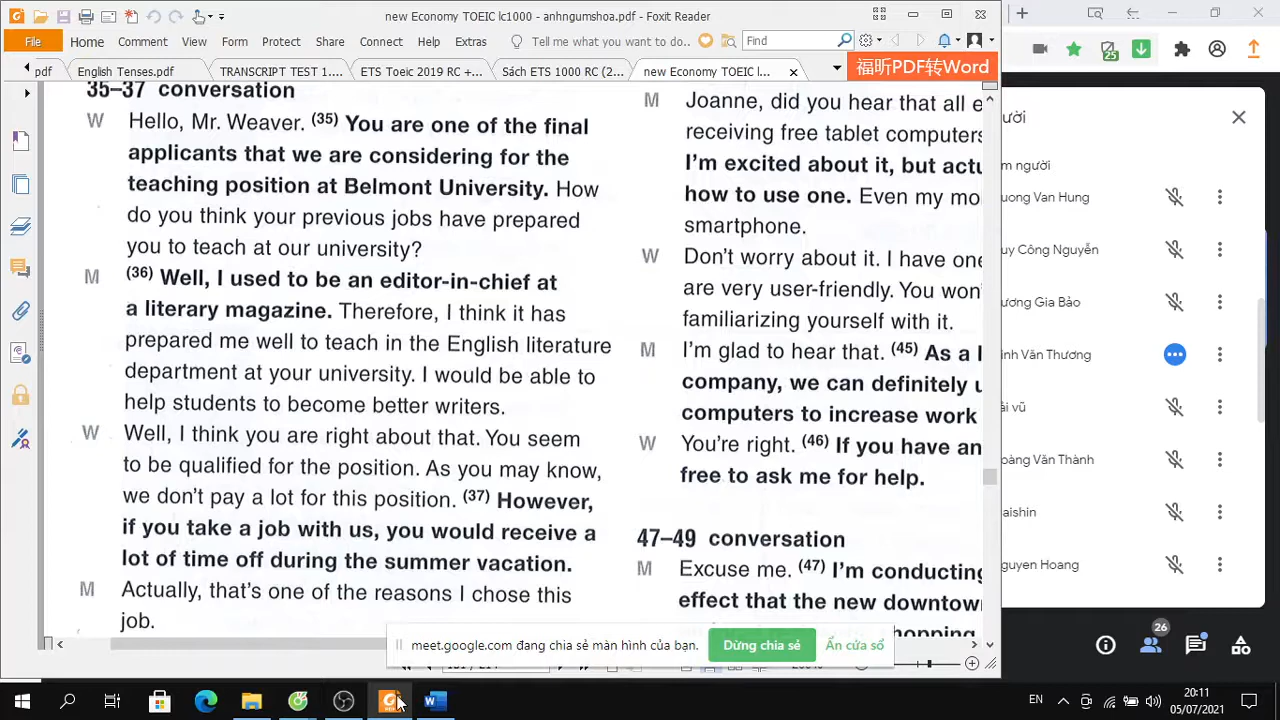 new Economy TOEIC lc1000 - anhngumshoa.pdf - Foxit Reader
File Home Comment View Form Protect Share Connect Help Extras Tell me what you want to do.. Find
25
pdf English Tenses.pdf TRANSCRIPT TEST 1.... ETS Toeic 2019 RC +... Sách ETS 1000 RC (2... new Economy TOEIC l...
福昕PDF转Word
35–37 conversation
W Hello, Mr. Weaver. (35) You are one of the final
applicants that we are considering for the
teaching position at Belmont University. How
do you think your previous jobs have prepared
you to teach at our university?
M (36) Well, I used to be an editor-in-chief at
a literary magazine. Therefore, I think it has
prepared me well to teach in the English literature
department at your university. I would be able to
help students to become better writers.
W Well, I think you are right about that. You seem
to be qualified for the position. As you may know,
we don't pay a lot for this position. (37) However,
if you take a job with us, you would receive a
lot of time off during the summer vacation.
M Actually, that's one of the reasons I chose this
job.
M Joanne, did you hear that all e
receiving free tablet computers
I'm excited about it, but actu
how to use one. Even my mo
smartphone.
W Don't worry about it. I have one
are very user-friendly. You won'
familiarizing yourself with it.
M I'm glad to hear that. (45) As a l
company, we can definitely u
computers to increase work
W You're right. (46) If you have an
free to ask me for help.
47–49 conversation
M Excuse me. (47) I'm conducting
effect that the new downtown
meet.google.com đang chia sẻ màn hình của bạn. Dừng chia sẻ Ẩn cửa sổ
ười
m người
uong Van Hung
uy Công Nguyễn
ương Gia Bảo
inh Văn Thương
ải vũ
oàng Văn Thành
aishin
guyen Hoang
26
EN
20:11
05/07/2021